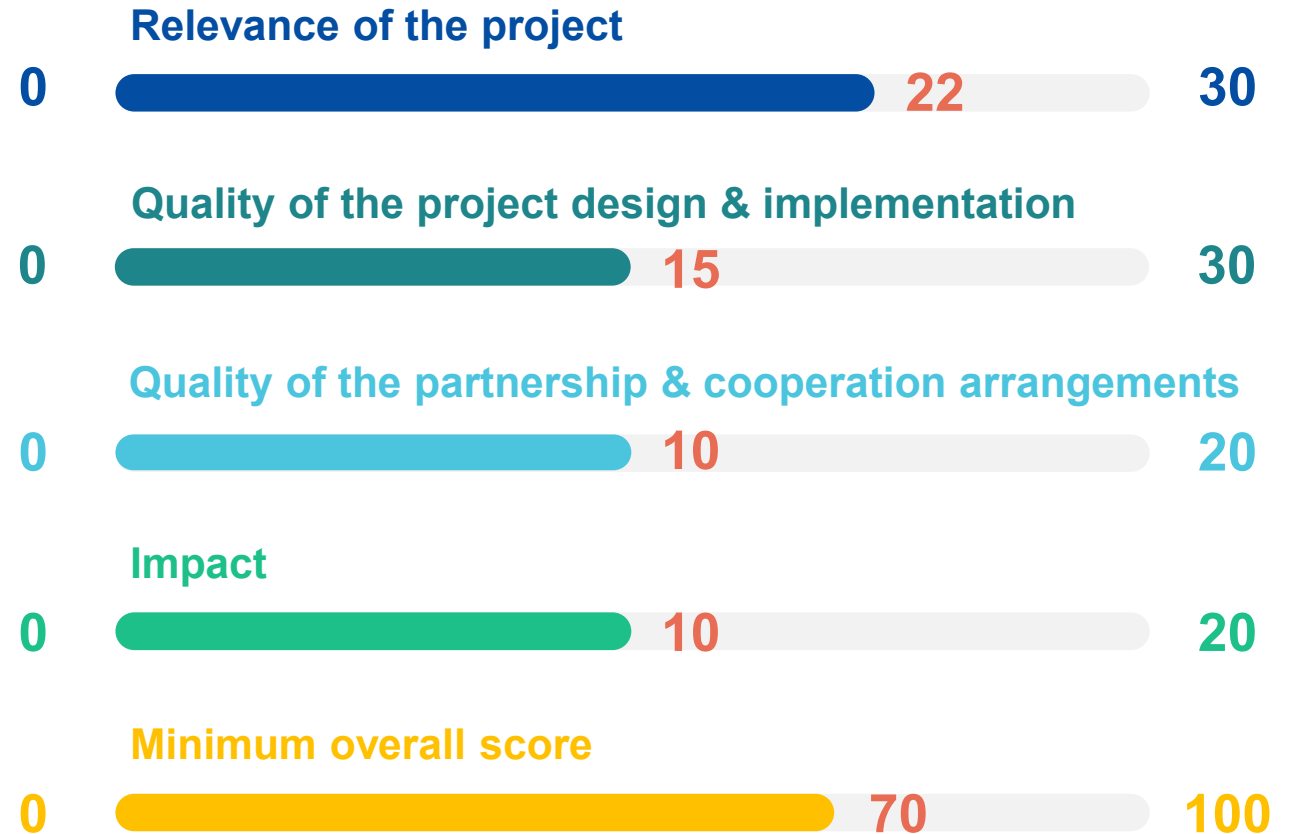 Relevance of the project
0 22 30
Quality of the project design & implementation
0 15 30
Quality of the partnership & cooperation arrangements
0 10 20
Impact
0 10 20
Minimum overall score
0 70 100